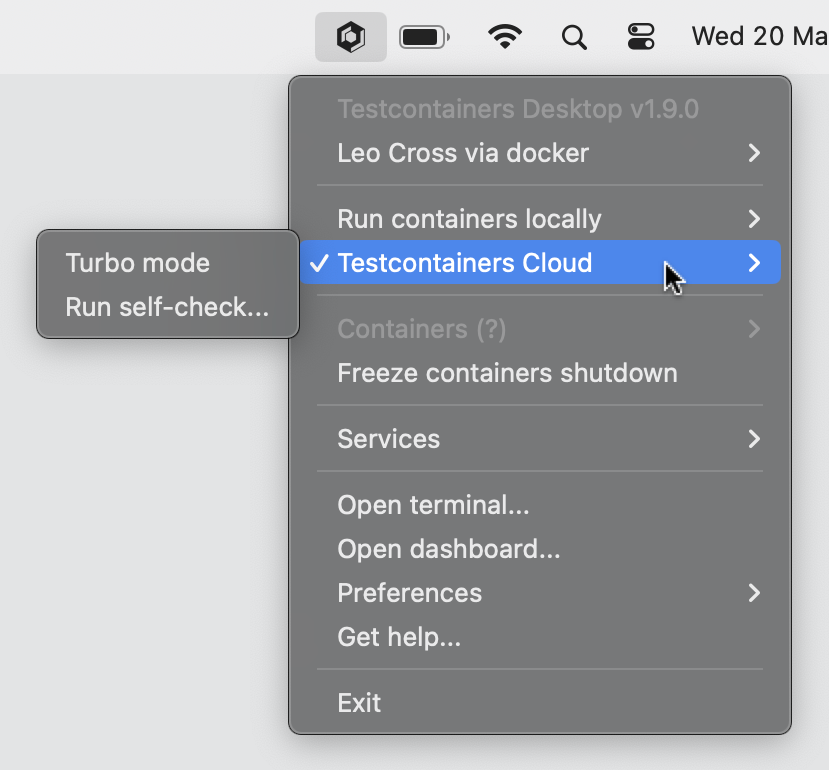 Wed 20 Ma
Testcontainers Desktop v1.9.0
Leo Cross via docker
Run containers locally
Testcontainers Cloud
Turbo mode
Run self-check...
Containers (?)
Freeze containers shutdown
Services
Open terminal...
Open dashboard...
Preferences
Get help...
Exit